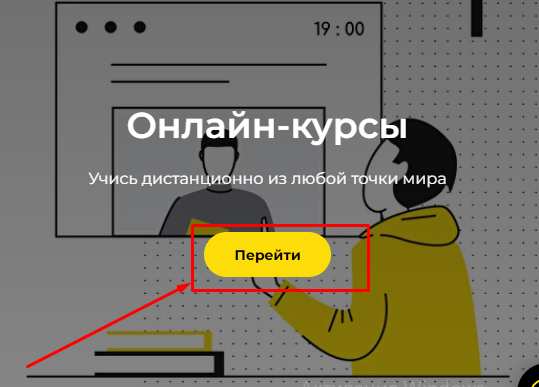 19 : 00
Онлайн-курсы
Учись дистанционно из любой точки мира
Перейти